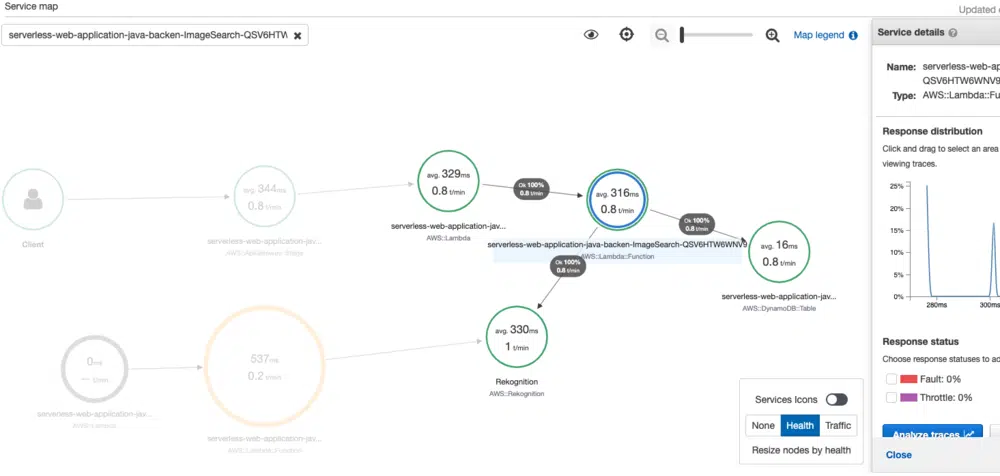 Service map
Updated
serverless-web-application-java-backen-ImageSearch-QSV6HTW
Map legend
Service details
Name: serverless-web-ap
QSV6HTW6WNV9
Type: AWS::Lambda::Fu
Response distribution
Click and drag to select an area
viewing traces.
25%
20%
15%
10%
5%
0%
280ms
300ms
Response status
Choose response statuses to ad
Fault: 0%
Throttle: 0%
Analyze traces
Close
Client
avg. 344ms
0.8 t/min
serverless-web-application-jav...
AWS::ApiGateway::Stage
avg. 329ms
0.8 t/min
serverless-web-application-jav...
AWS::Lambda
Ok 100%
0.8 t/min
avg. 316ms
0.8 t/min
serverless-web-application-java-backen-ImageSearch-QSV6HTW6WNV9
AWS::Lambda::Function
Ok 100%
0.8 t/min
avg. 16ms
0.8 t/min
serverless-web-application-jav...
AWS::DynamoDB::Table
Ok 100%
0.8 t/min
avg. 330ms
1 t/min
Rekognition
AWS::Rekognition
0ms
— t/min
serverless-web-application-jav...
AWS::Lambda
537ms
0.2 t/min
serverless-web-application-jav...
AWS::Lambda::Function
Services Icons
None
Health
Traffic
Resize nodes by health